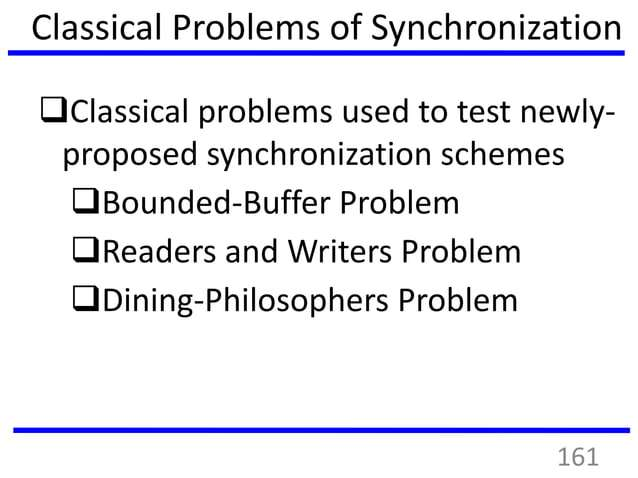 Classical Problems of Synchronization
❑Classical problems used to test newly-
proposed synchronization schemes
❑Bounded-Buffer Problem
❑Readers and Writers Problem
❑Dining-Philosophers Problem
161